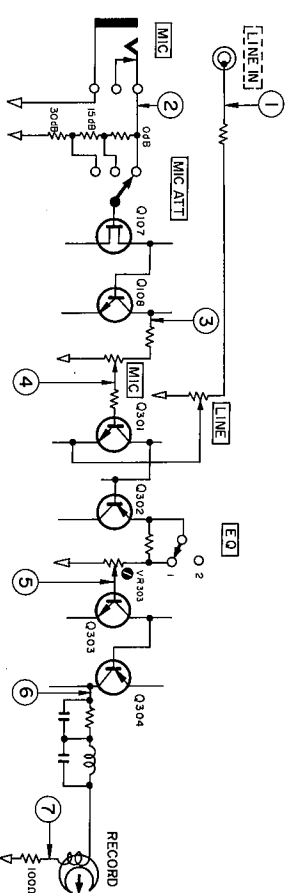 LINE IN
1
MIC
2
0dB
15dB
30dB
MIC ATT
Q107
Q108
3
MIC
4
LINE
Q301
Q302
EQ
1
2
VR303
5
Q303
Q304
6
RECORD
7
100Ω